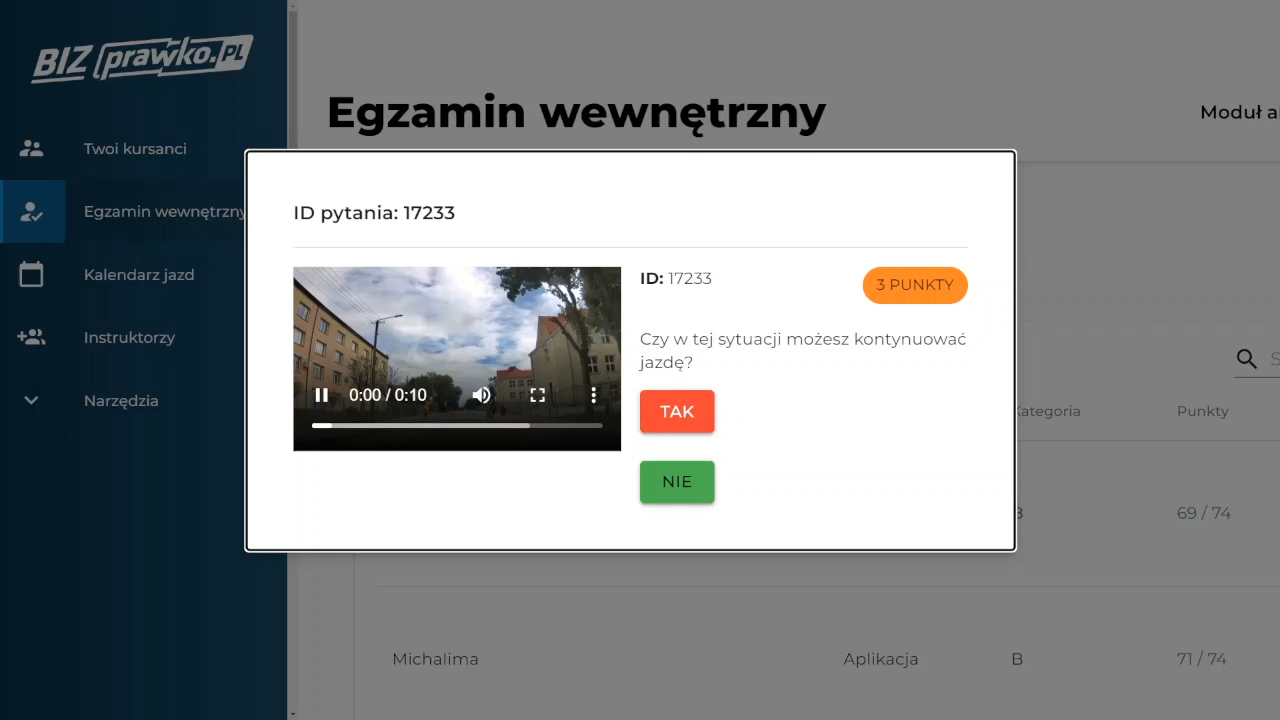 BIZ prawko.PL
Egzamin wewnętrzny
Moduł a
Twoi kursanci
Egzamin wewnętrzny
Kalendarz jazd
Instruktorzy
Narzędzia
ID pytania: 17233
ID: 17233
3 PUNKTY
Czy w tej sytuacji możesz kontynuować
jazdę?
0:00 / 0:10
TAK
NIE
S
Kategoria
Punkty
B
69 / 74
Michalima
Aplikacja
B
71 / 74